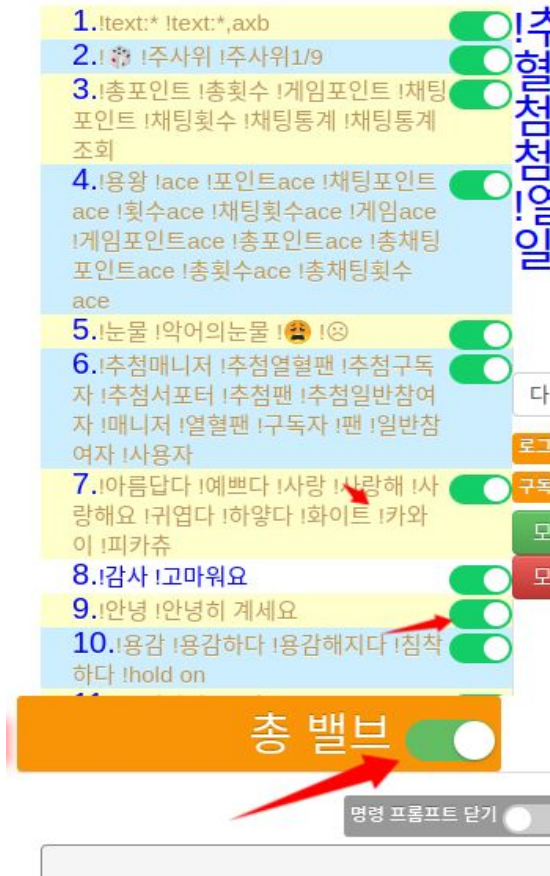 1.!text:* !text:*,axb
2.! 🎲 !주사위 !주사위1/9
3.!총포인트 !총횟수 !게임포인트 !채팅
포인트 !채팅횟수 !채팅통계 !채팅통계
조회
4.!용왕 !ace !포인트ace !채팅포인트
ace !횟수ace !채팅횟수ace !게임ace
!게임포인트ace !총포인트ace !총채팅
포인트ace !총횟수ace !총채팅횟수
ace
5.!눈물 !악어의눈물 !😩 !☹
6.!추첨매니저 !추첨열혈팬 !추첨구독
자 !추첨서포터 !추첨팬 !추첨일반참여
자 !매니저 !열혈팬 !구독자 !팬 !일반참
여자 !사용자
7.!아름답다 !예쁘다 !사랑 !사랑해 !사
랑해요 !귀엽다 !하얗다 !화이트 !카와
이 !피카츄
8.!감사 !고마워요
9.!안녕 !안녕히 계세요
10.!용감 !용감하다 !용감해지다 !침착
하다 !hold on
총 밸브
명령 프롬프트 닫기
!추
혈
첨
첨
!열
일
다
로그
구독
모
모